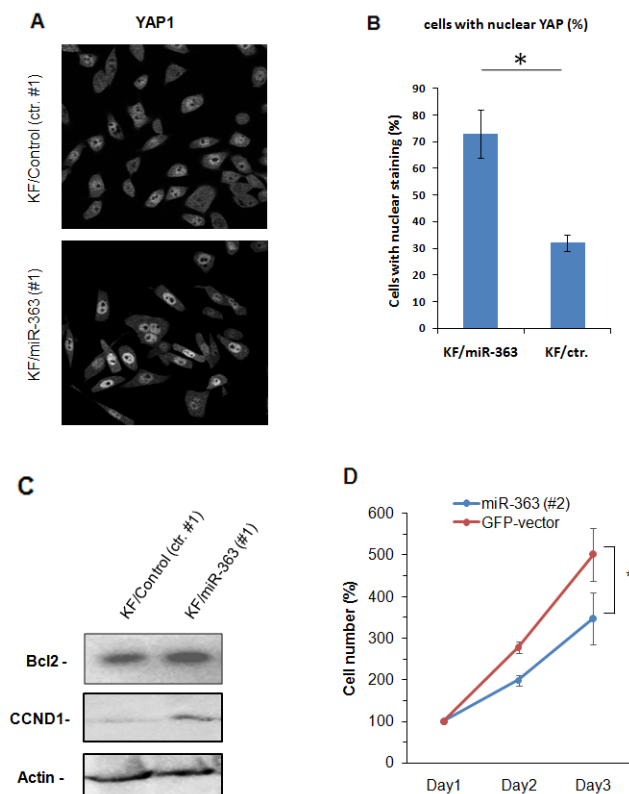 A
YAP1
KF/Control (ctr. #1)
KF/miR-363 (#1)
B
cells with nuclear YAP (%)
*
Cells with nuclear staining (%)
90
80
70
60
50
40
30
20
10
0
KF/miR-363
KF/ctr.
C
KF/Control (ctr. #1)
KF/miR-363 (#1)
Bcl2 -
CCND1-
Actin -
D
miR-363 (#2)
GFP-vector
Cell number (%)
600
500
400
300
200
100
0
*
Day1
Day2
Day3